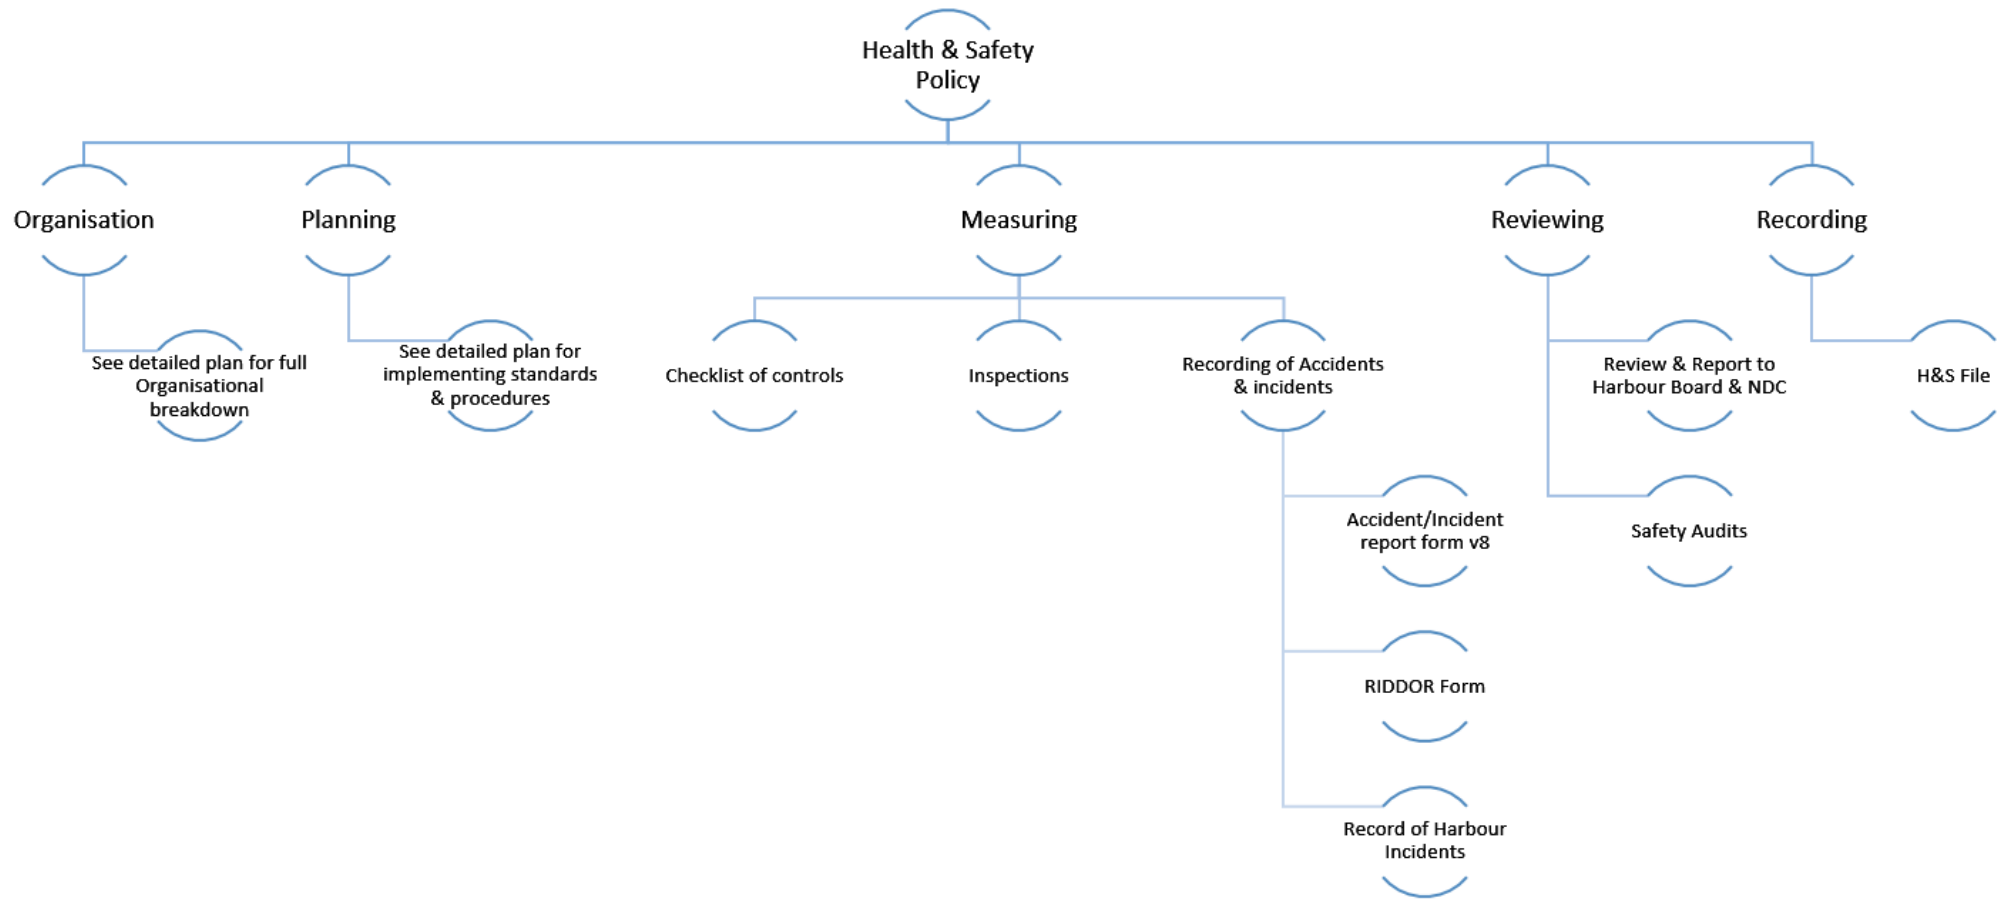 Health & Safety
Policy
Organisation
Planning
Measuring
Reviewing
Recording
See detailed plan for full
Organisational
breakdown
See detailed plan for
implementing standards
& procedures
Checklist of controls
Inspections
Recording of Accidents
& incidents
Review & Report to
Harbour Board & NDC
H&S File
Accident/Incident
report form v8
Safety Audits
RIDDOR Form
Record of Harbour
Incidents